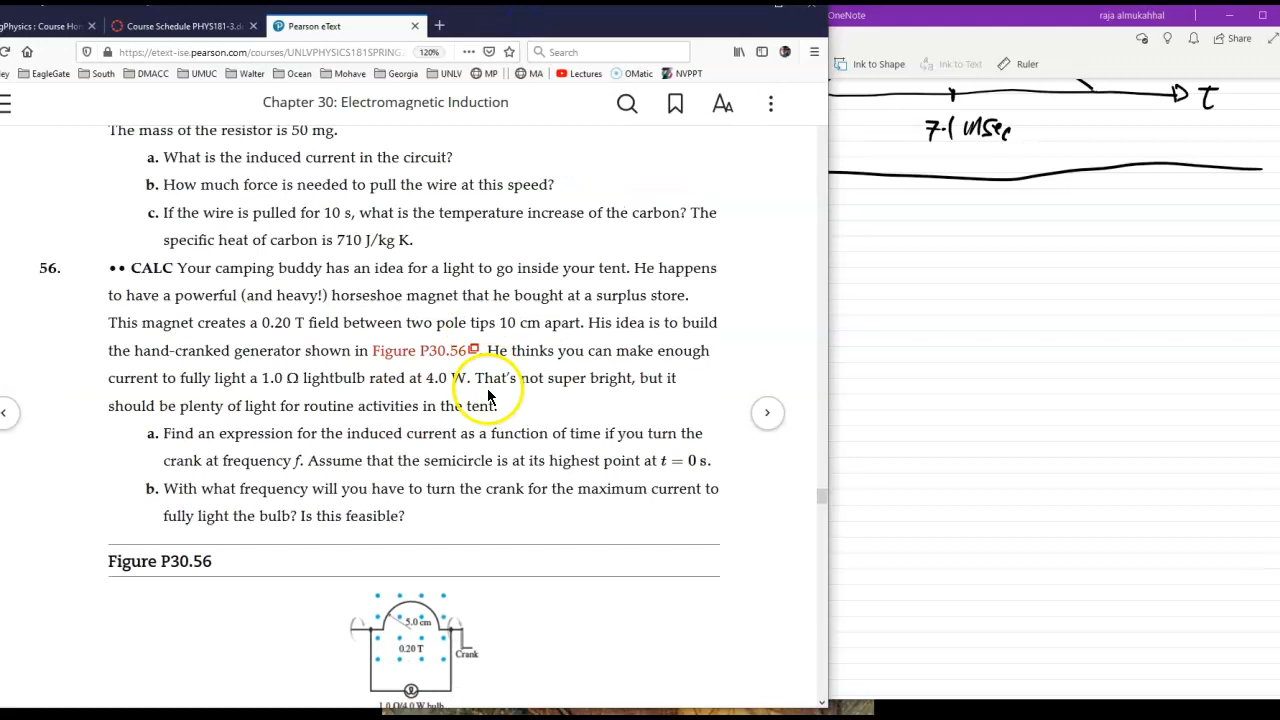 gPhysics : Course Hom
Course Schedule PHYS181-3.do
Pearson eText
OneNote
raja almukahhal
https://etext-ise.pearson.com/courses/UNLVPHYSICS181SPRING
120%
Search
Share
ley EagleGate South DMACC UMUC Walter Ocean Mohave Georgia UNLV MP MA Lectures OMatic NVPPT
Ink to Shape Ink to Text Ruler
Chapter 30: Electromagnetic Induction
t
7.1 msec
The mass of the resistor is 50 mg.
a. What is the induced current in the circuit?
b. How much force is needed to pull the wire at this speed?
c. If the wire is pulled for 10 s, what is the temperature increase of the carbon? The
specific heat of carbon is 710 J/kg K.
56. •• CALC Your camping buddy has an idea for a light to go inside your tent. He happens
to have a powerful (and heavy!) horseshoe magnet that he bought at a surplus store.
This magnet creates a 0.20 T field between two pole tips 10 cm apart. His idea is to build
the hand-cranked generator shown in Figure P30.56 . He thinks you can make enough
current to fully light a 1.0 Ω lightbulb rated at 4.0 W. That's not super bright, but it
should be plenty of light for routine activities in the tent.
a. Find an expression for the induced current as a function of time if you turn the
crank at frequency f. Assume that the semicircle is at its highest point at t = 0 s.
b. With what frequency will you have to turn the crank for the maximum current to
fully light the bulb? Is this feasible?
Figure P30.56
5.0 cm
0.20 T
Crank
1.0 Ω/4.0 W bulb